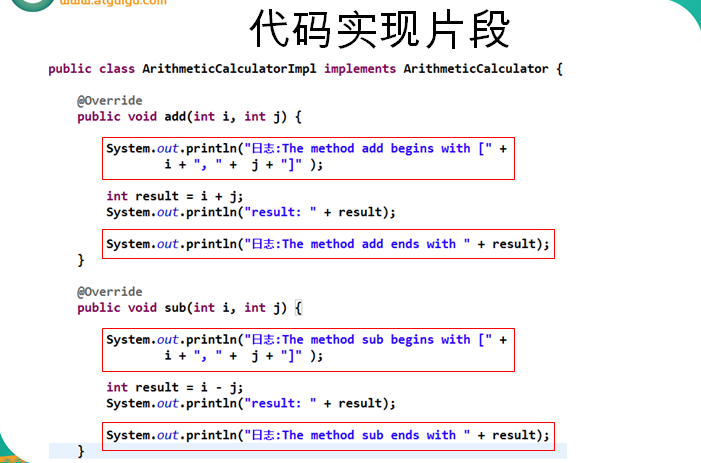 www.atguigu.com
代码实现片段
public class ArithmeticCalculatorImpl implements ArithmeticCalculator {
@Override
public void add(int i, int j) {
System.out.println("日志:The method add begins with [" +
i + ", " + j + "]" );
int result = i + j;
System.out.println("result: " + result);
System.out.println("日志:The method add ends with " + result);
}
@Override
public void sub(int i, int j) {
System.out.println("日志:The method sub begins with [" +
i + ", " + j + "]" );
int result = i - j;
System.out.println("result: " + result);
System.out.println("日志:The method sub ends with " + result);
}